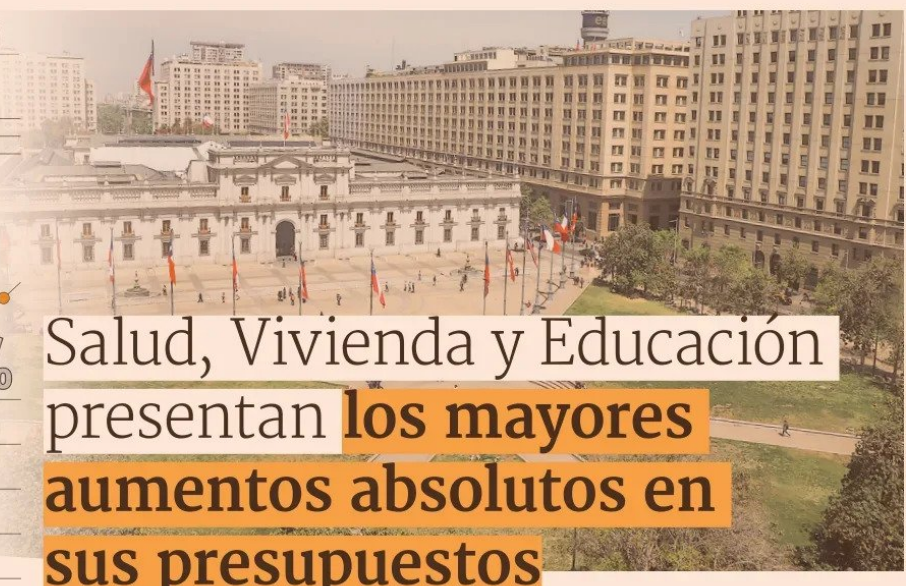 Salud, Vivienda y Educación
presentan los mayores
aumentos absolutos en
sus presupuestos